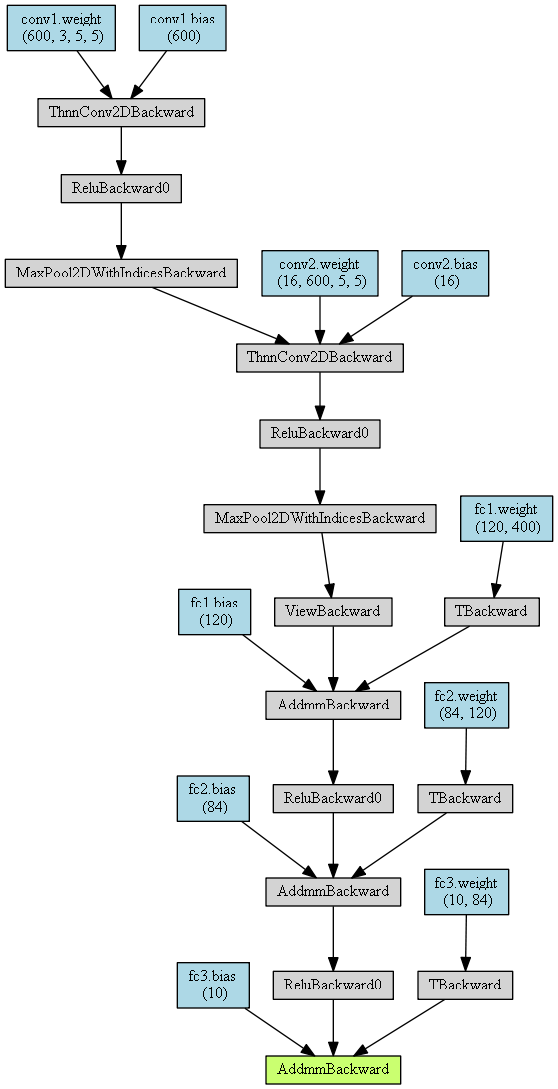 conv1.weight
(600, 3, 5, 5)
conv1.bias
(600)
ThnnConv2DBackward
ReluBackward0
MaxPool2DWithIndicesBackward
conv2.weight
(16, 600, 5, 5)
conv2.bias
(16)
ThnnConv2DBackward
ReluBackward0
MaxPool2DWithIndicesBackward
fc1.weight
(120, 400)
fc1.bias
(120)
ViewBackward
TBackward
AddmmBackward
fc2.weight
(84, 120)
fc2.bias
(84)
ReluBackward0
TBackward
AddmmBackward
fc3.weight
(10, 84)
fc3.bias
(10)
ReluBackward0
TBackward
AddmmBackward